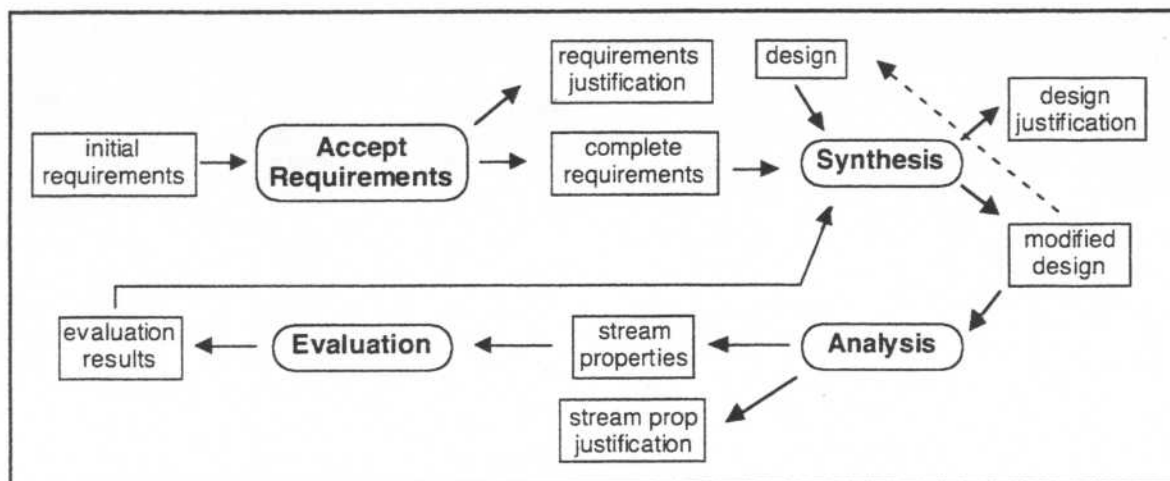 requirements
justification
design
design
justification
initial
requirements
Accept
Requirements
complete
requirements
Synthesis
modified
design
evaluation
results
Evaluation
stream
properties
Analysis
stream prop
justification